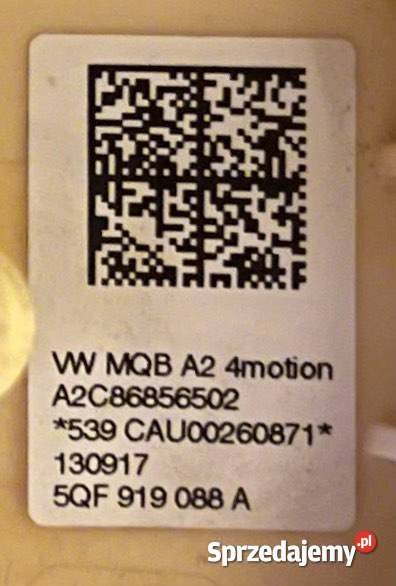 VW MQB A2 4motion
A2C86856502
*539 CAU00260871*
130917
5QF 919 088 A
Sprzedajemy.pl